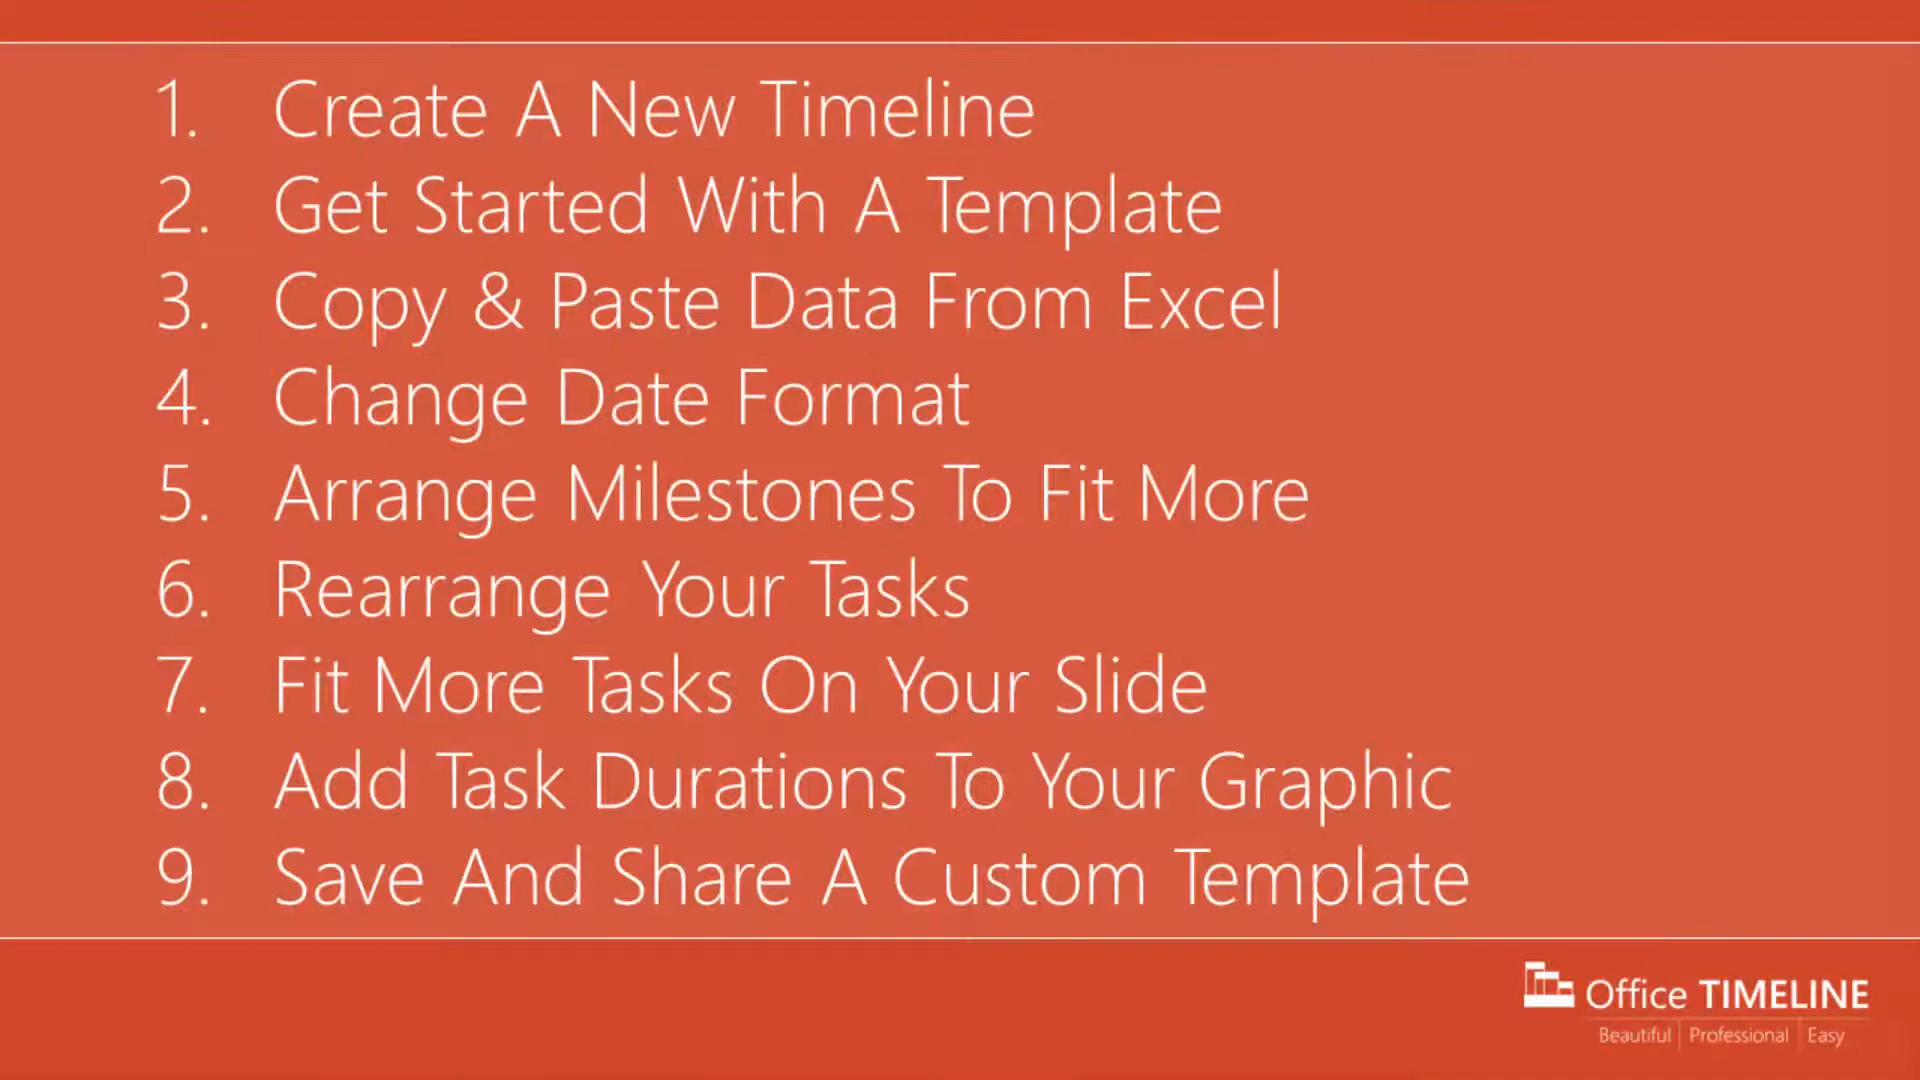 1. Create A New Timeline
2. Get Started With A Template
3. Copy & Paste Data From Excel
4. Change Date Format
5. Arrange Milestones To Fit More
6. Rearrange Your Tasks
7. Fit More Tasks On Your Slide
8. Add Task Durations To Your Graphic
9. Save And Share A Custom Template
Office TIMELINE
Beautiful | Professional | Easy